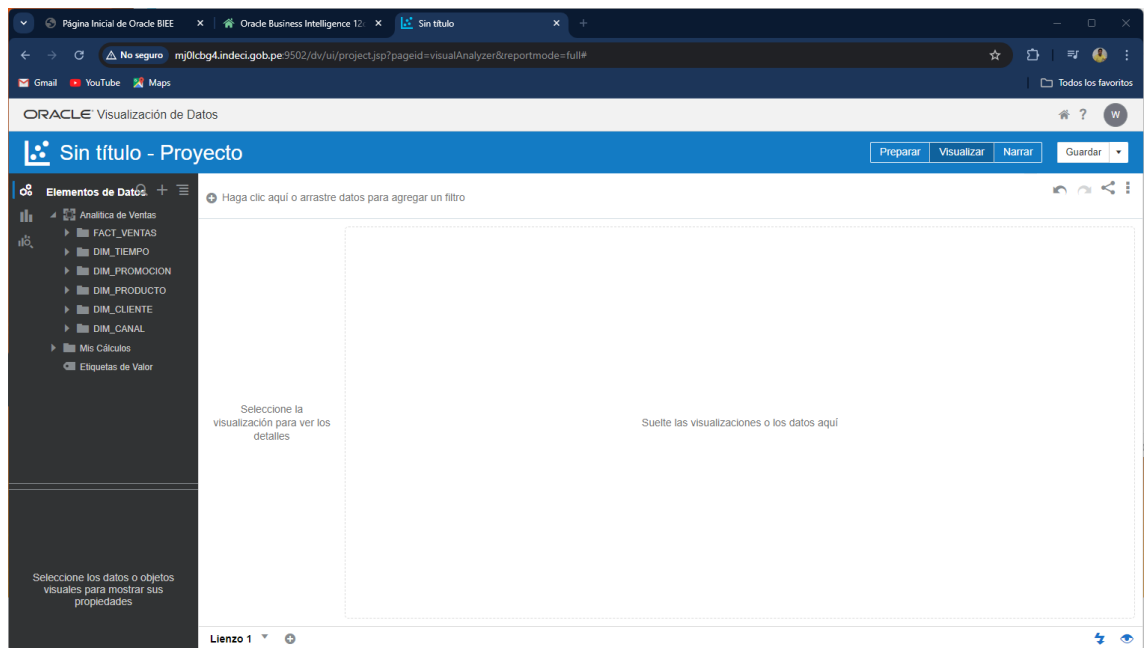 Página Inicial de Oracle BIEE
Oracle Business Intelligence 12c
Sin título
No seguro mj0lcbg4.indeci.gob.pe:9502/dv/ui/project.jsp?pageid=visualAnalyzer&reportmode=full#
Gmail YouTube Maps Todos los favoritos
ORACLE Visualización de Datos
W
Sin título - Proyecto
Preparar Visualizar Narrar Guardar
Elementos de Datos
Haga clic aquí o arrastre datos para agregar un filtro
Analítica de Ventas
FACT_VENTAS
DIM_TIEMPO
DIM_PROMOCION
DIM_PRODUCTO
DIM_CLIENTE
DIM_CANAL
Mis Cálculos
Etiquetas de Valor
Seleccione la
visualización para ver los
detalles
Suelte las visualizaciones o los datos aquí
Seleccione los datos o objetos
visuales para mostrar sus
propiedades
Lienzo 1